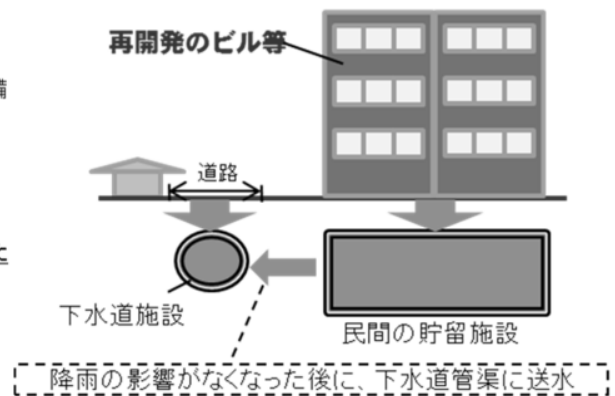 再開発のビル等
備
道路
に
下水道施設
民間の貯留施設
降雨の影響がなくなった後に、下水道管渠に送水